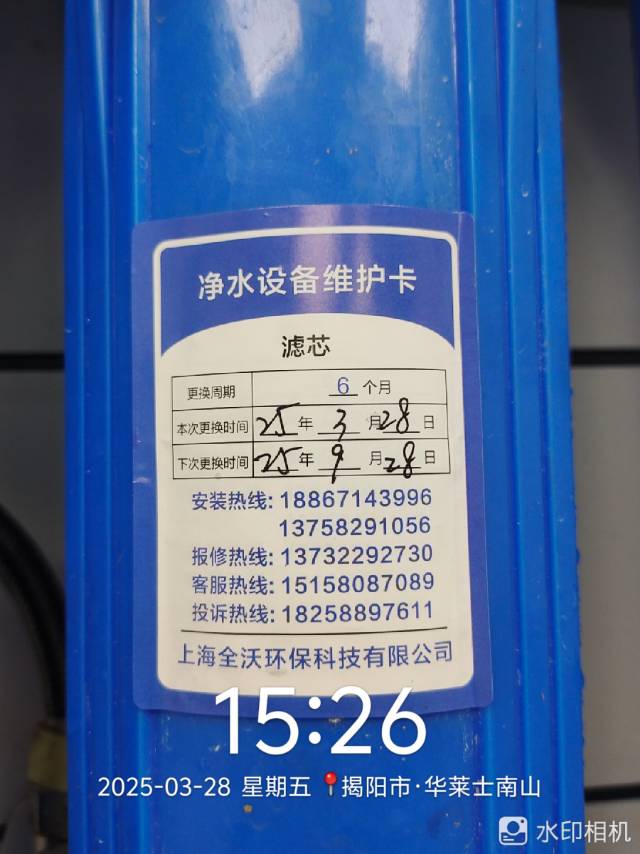 净水设备维护卡
滤芯
更换周期 6 个月
本次更换时间 25 年 3 月 28 日
下次更换时间 25 年 9 月 28 日
安装热线: 18867143996
13758291056
报修热线: 13732292730
客服热线: 15158087089
投诉热线: 18258897611
上海全沃环保科技有限公司
15:26
2025-03-28 星期五 揭阳市·华莱士南山
水印相机